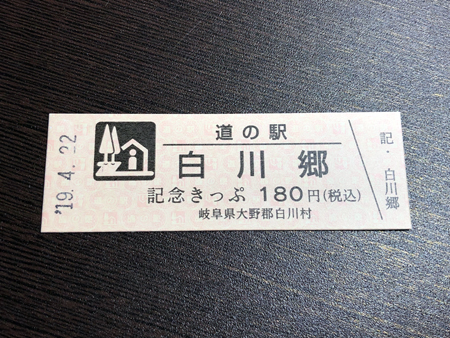 '19.4.22
道の駅
白川郷
記念きっぷ 180円(税込)
岐阜県大野郡白川村
記・白川郷